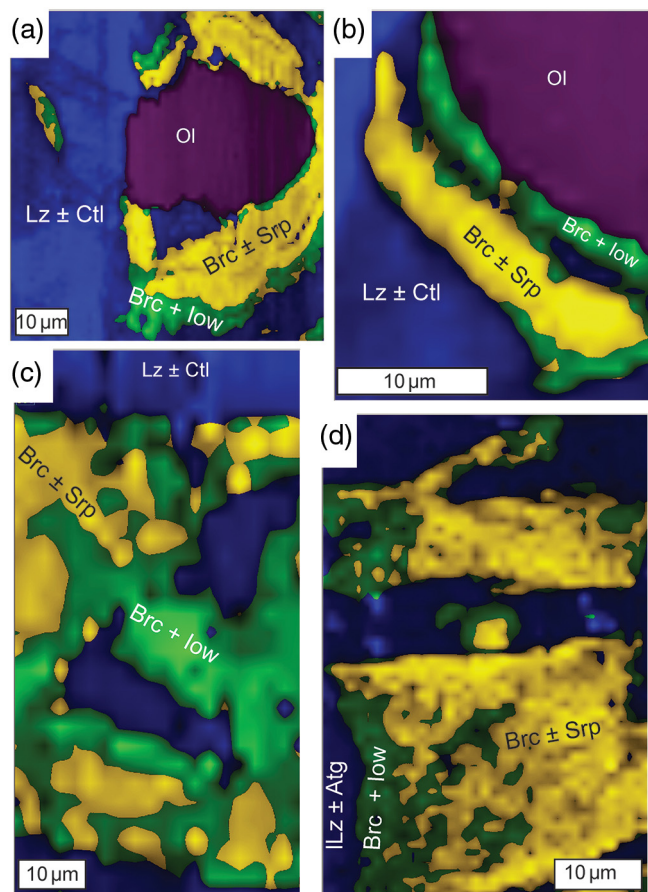 (a)
Ol
Lz ± Ctl
Brc ± Srp
Brc + Iow
10 µm
(b)
Ol
Brc + Iow
Brc ± Srp
Lz ± Ctl
10 µm
(c)
Lz ± Ctl
Brc ± Srp
Brc + Iow
10 µm
(d)
Brc ± Srp
Brc + Iow
ILz ± Atg
10 µm